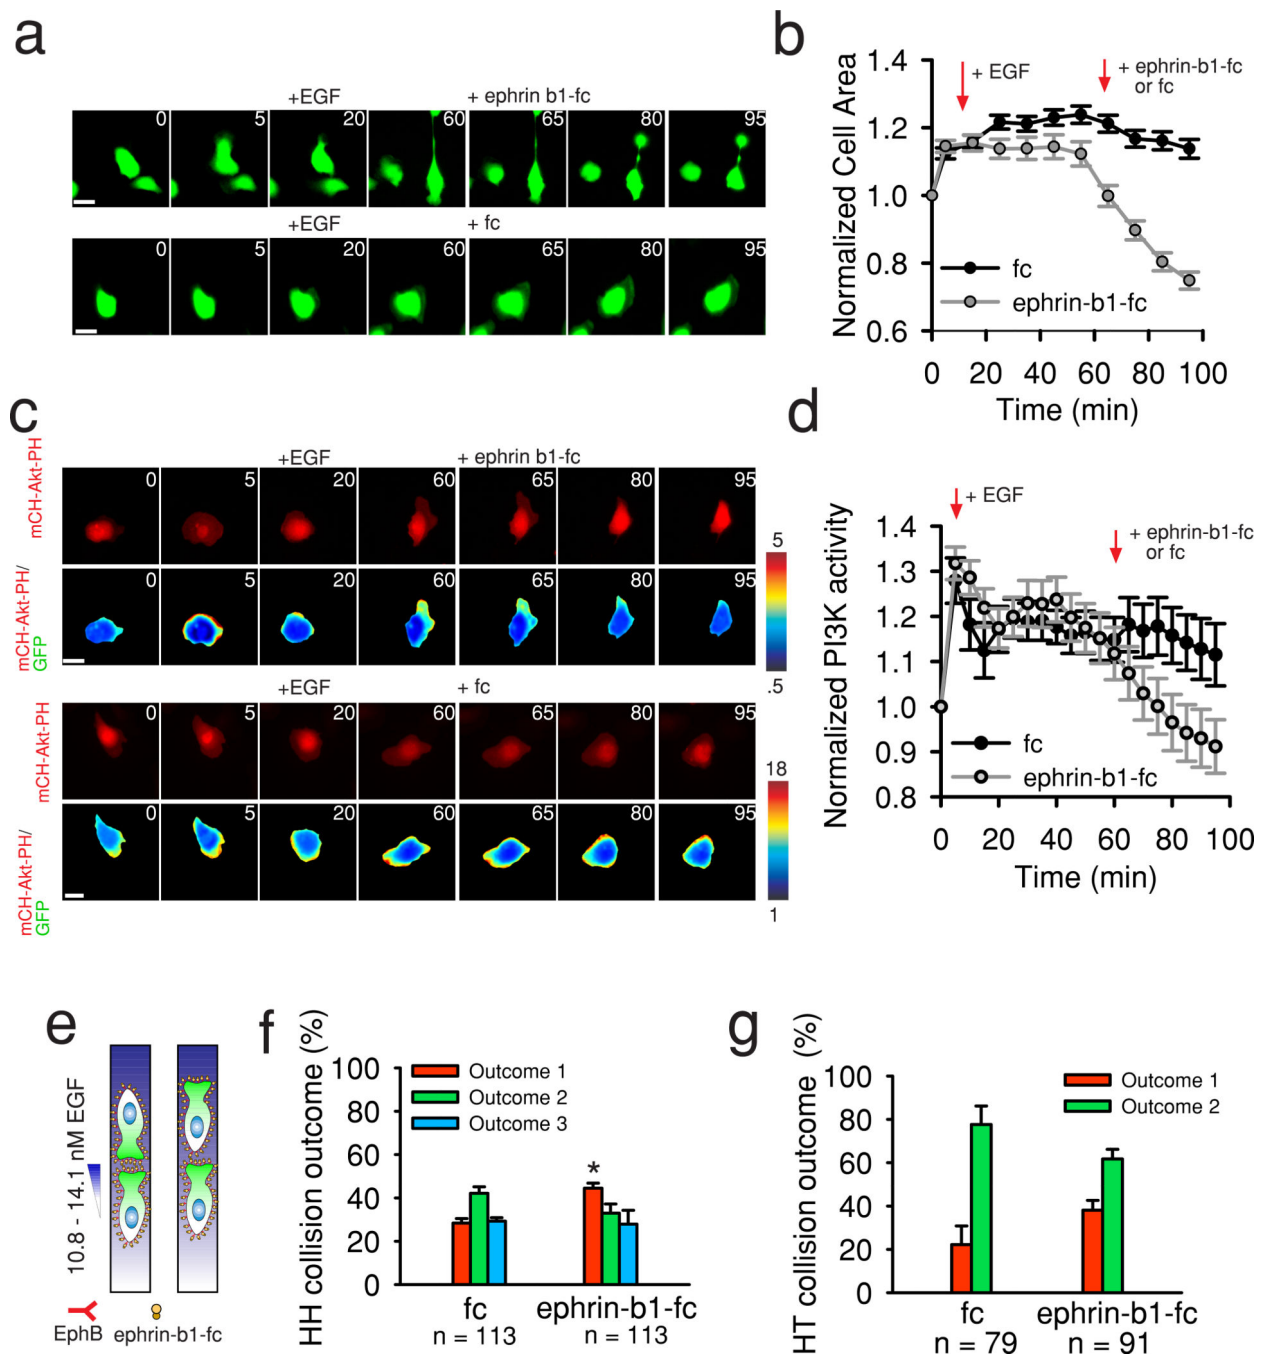 a
+EGF + ephrin b1-fc
0 5 20 60 65 80 95
+EGF + fc
0 5 20 60 65 80 95
b
Normalized Cell Area
1.4
1.2
1.0
0.8
0.6
+ EGF
+ ephrin-b1-fc
or fc
fc
ephrin-b1-fc
0 20 40 60 80 100
Time (min)
c
+EGF + ephrin b1-fc
mCH-Akt-PH
0 5 20 60 65 80 95
mCH-Akt-PH/
GFP
0 5 20 60 65 80 95
5
.5
+EGF + fc
mCH-Akt-PH
0 5 20 60 65 80 95
mCH-Akt-PH/
GFP
0 5 20 60 65 80 95
18
1
d
Normalized PI3K activity
1.4
1.3
1.2
1.1
1.0
0.9
0.8
+ EGF
+ ephrin-b1-fc
or fc
fc
ephrin-b1-fc
0 20 40 60 80 100
Time (min)
e
10.8 - 14.1 nM EGF
EphB ephrin-b1-fc
f
HH collision outcome (%)
100
80
60
40
20
0
Outcome 1
Outcome 2
Outcome 3
*
fc ephrin-b1-fc
n = 113 n = 113
g
HT collision outcome (%)
100
80
60
40
20
0
Outcome 1
Outcome 2
fc ephrin-b1-fc
n = 79 n = 91